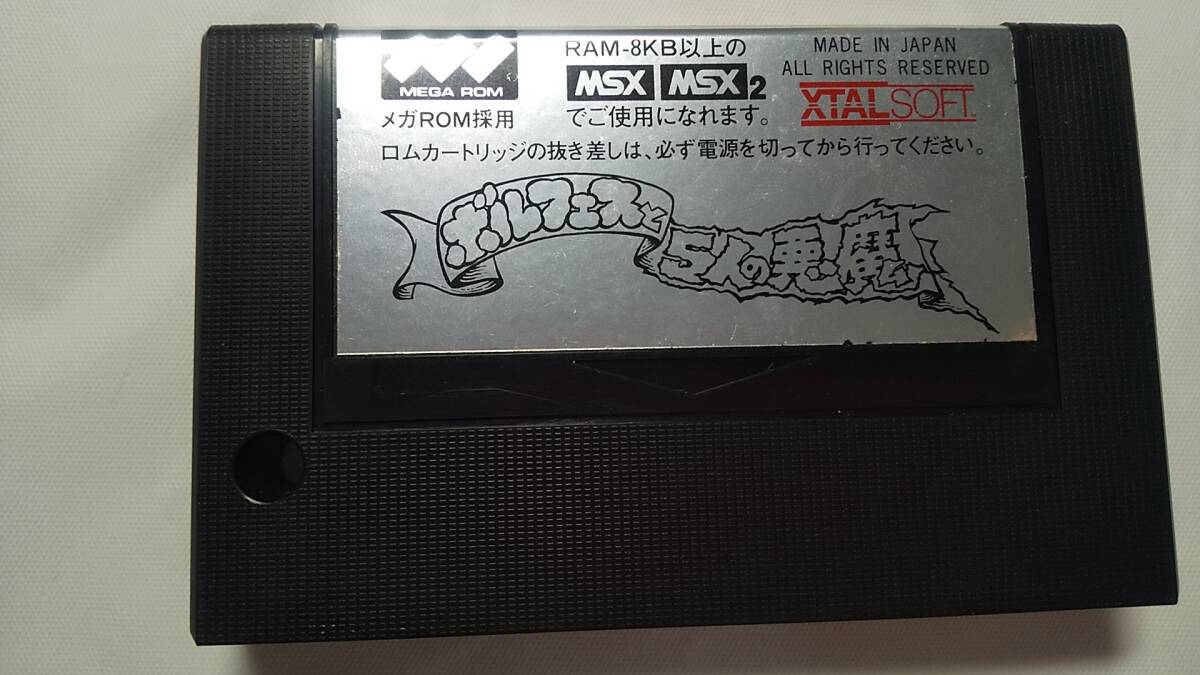 MEGA ROM
メガROM採用
RAM-8KB以上の
MSX MSX2
でご使用になれます。
MADE IN JAPAN
ALL RIGHTS RESERVED
XTALSOFT™
ロムカートリッジの抜き差しは、必ず電源を切ってから行ってください。
ボルフェスと
5人の悪魔